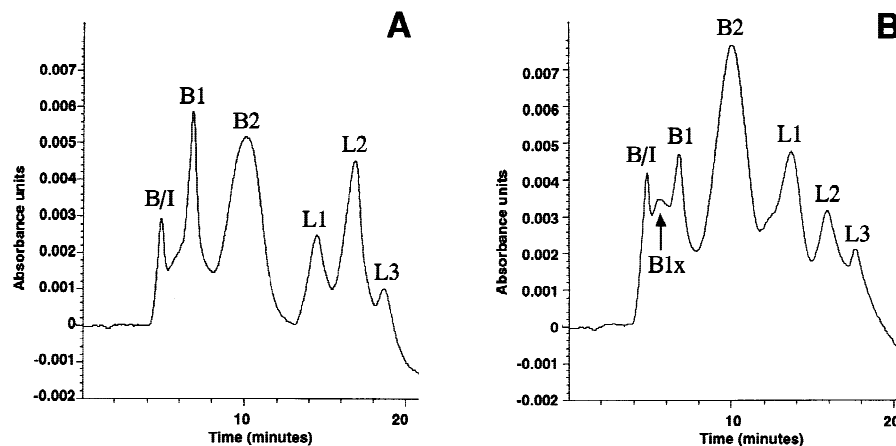 A
0.007
0.006
0.005
0.004
0.003
0.002
0.001
0
-0.001
-0.002
Absorbance units
B/I
B1
B2
L1
L2
L3
10
20
Time (minutes)
B
0.007
0.006
0.005
0.004
0.003
0.002
0.001
0
-0.001
-0.002
Absorbance units
B/I
B1x
B1
B2
L1
L2
L3
10
20
Time (minutes)